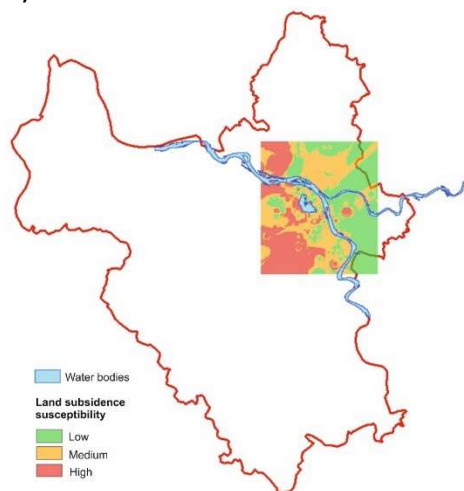 Water bodies
Land subsidence
susceptibility
Low
Medium
High